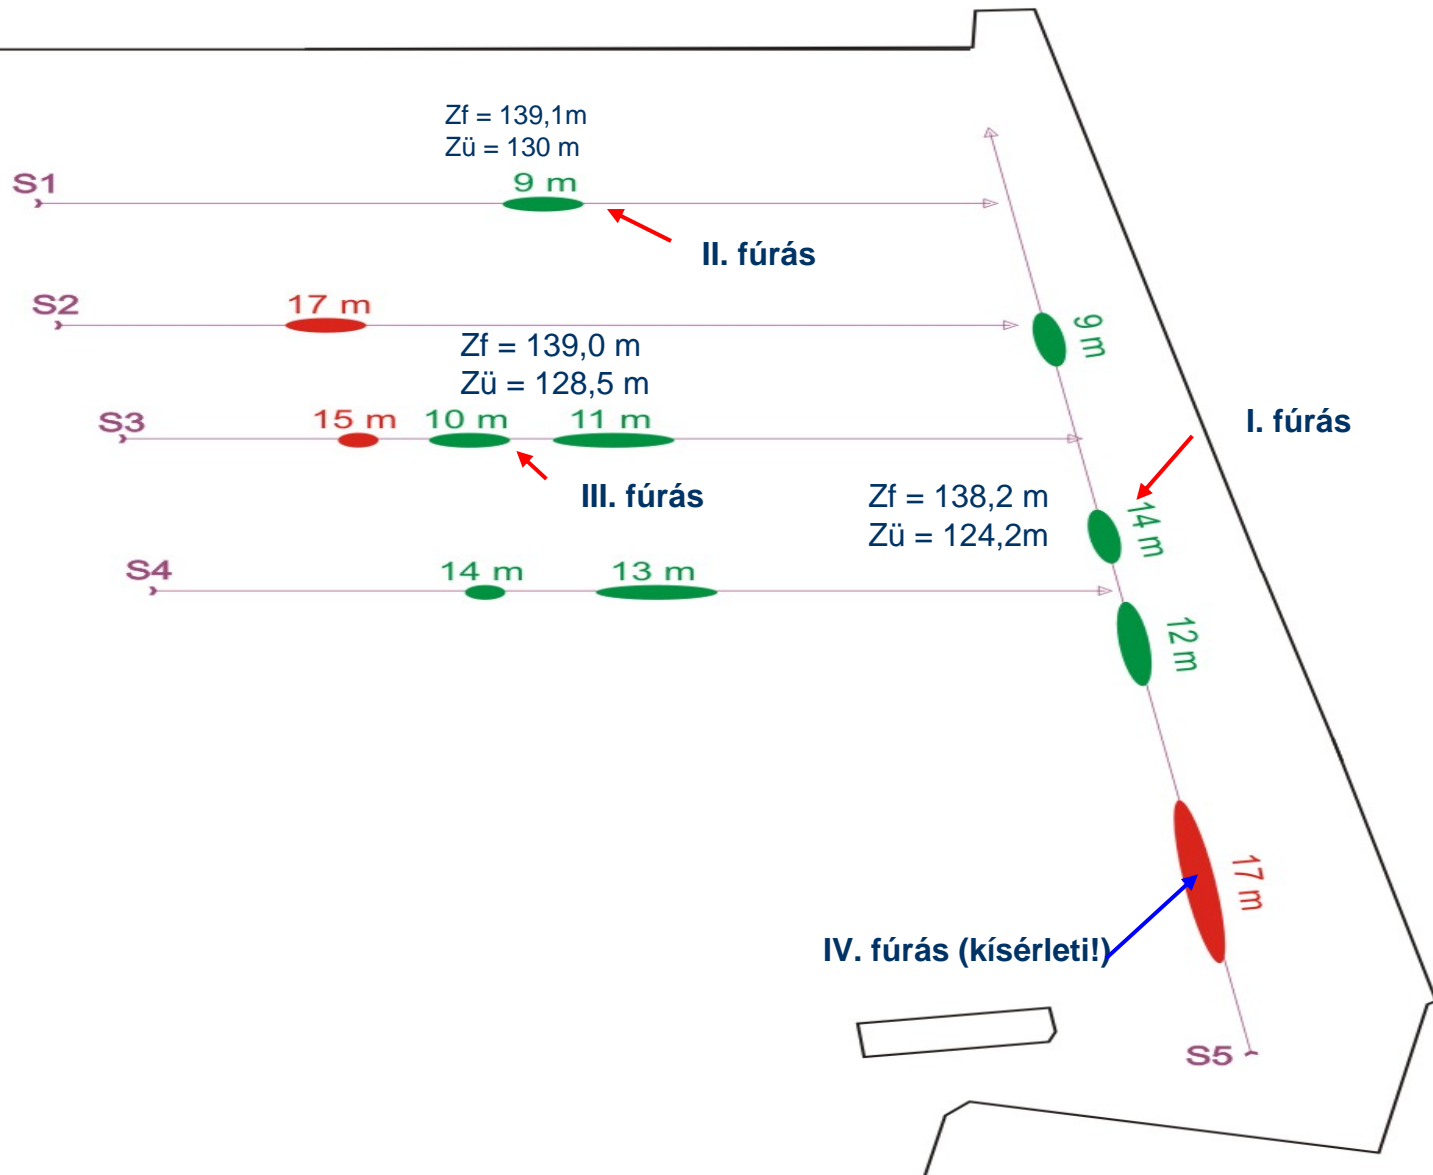 Zf = 139,1m
Zü = 130 m
S1
9 m
II. fúrás
S2
17 m
9 m
Zf = 139,0 m
Zü = 128,5 m
S3
15 m
10 m
11 m
I. fúrás
III. fúrás
Zf = 138,2 m
Zü = 124,2m
14 m
S4
14 m
13 m
12 m
17 m
IV. fúrás (kísérleti!)
S5